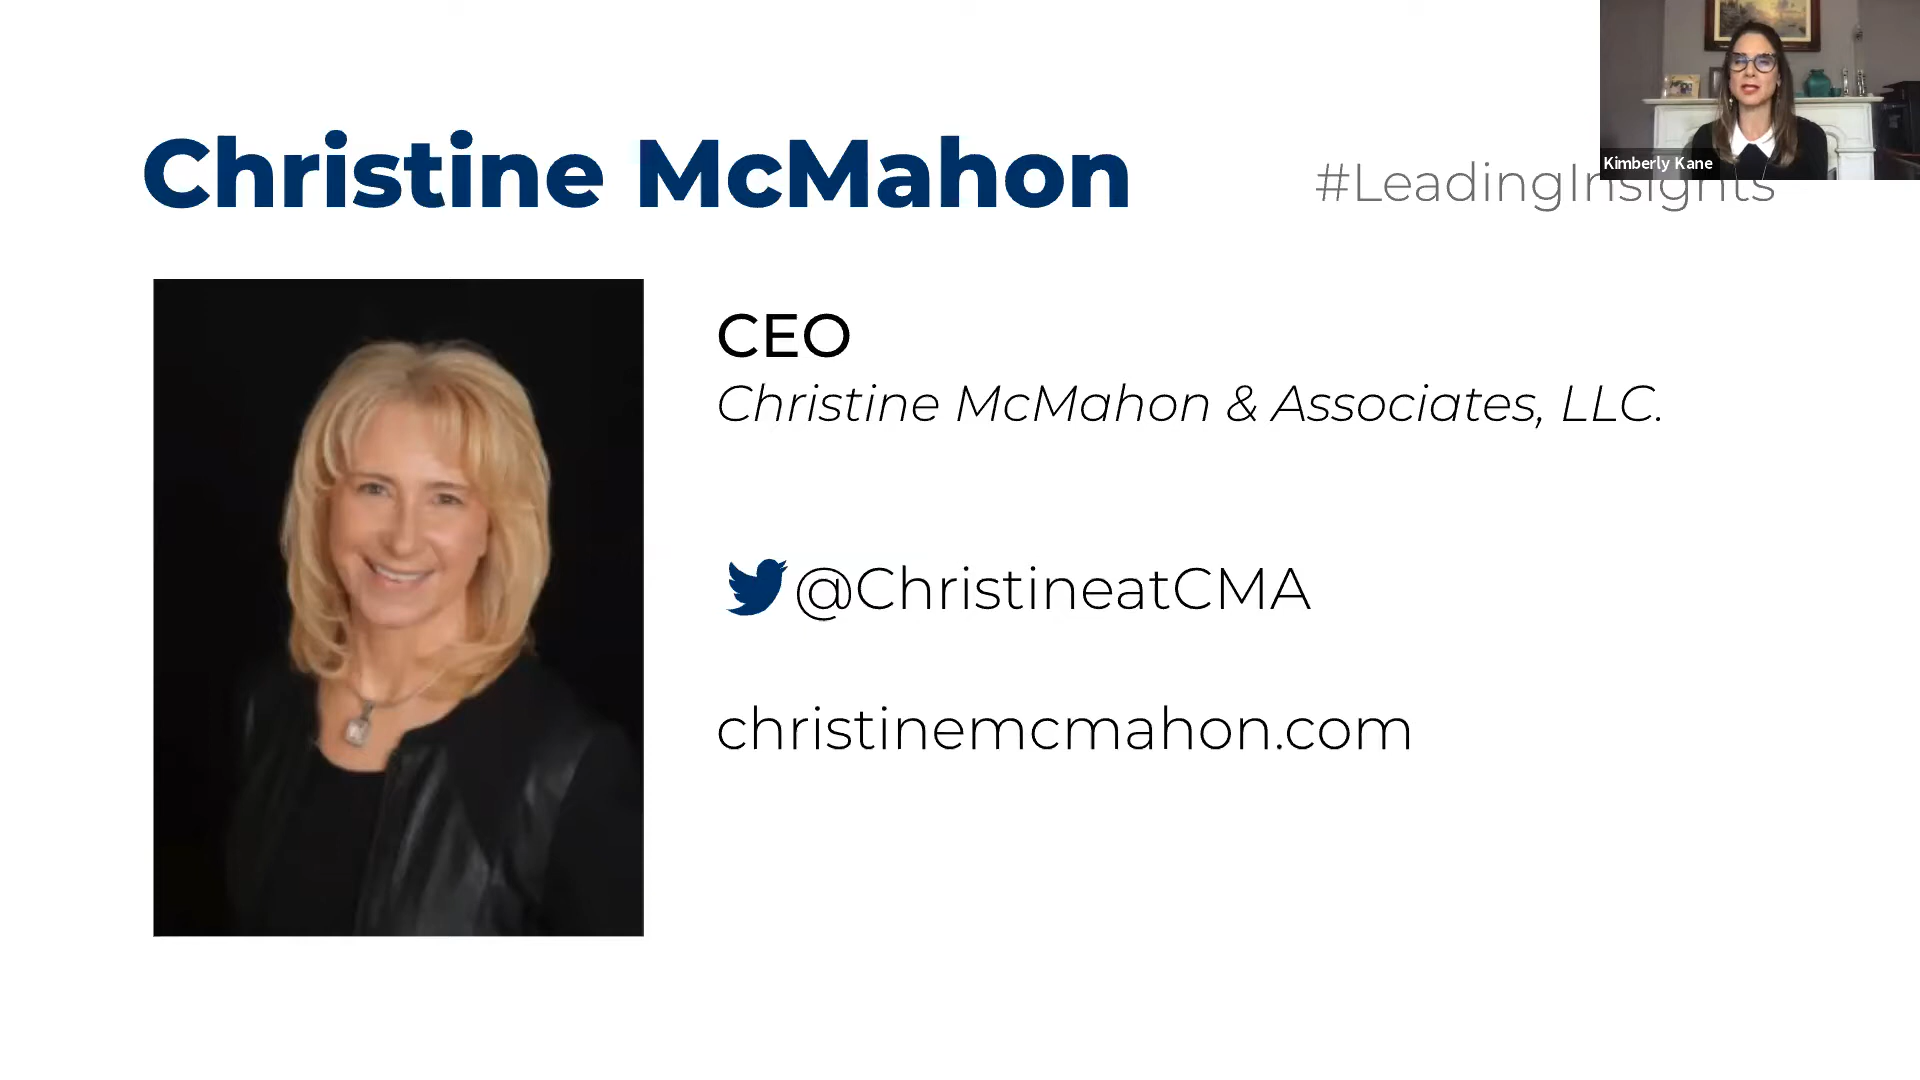 Christine McMahon
#LeadingInsights
Kimberly Kane
CEO
Christine McMahon & Associates, LLC.
@ChristineatCMA
christinemcmahon.com